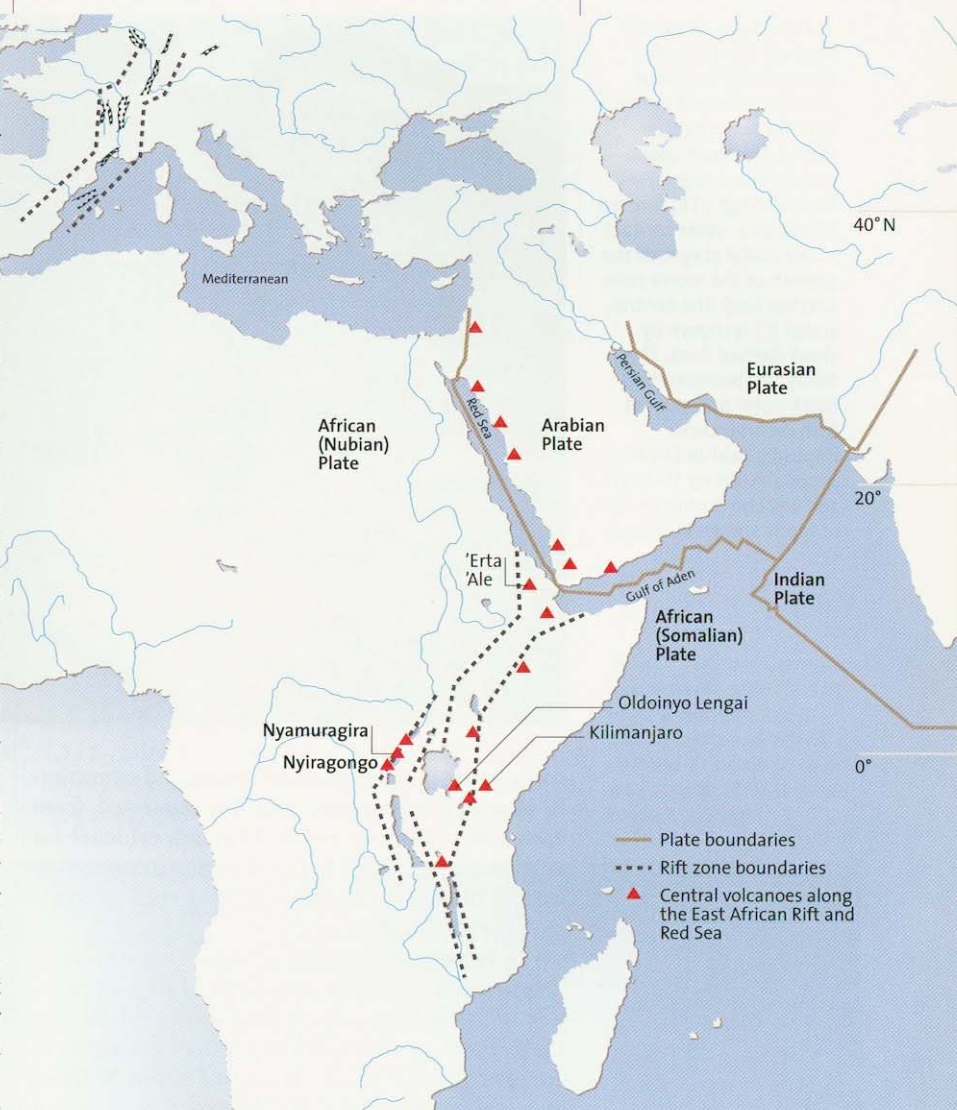 40° N
Mediterranean
Persian Gulf
Eurasian
Plate
Red Sea
African
(Nubian)
Plate
Arabian
Plate
20°
'Erta
'Ale
Gulf of Aden
Indian
Plate
African
(Somalian)
Plate
Oldoinyo Lengai
Nyamuragira
Kilimanjaro
Nyiragongo
0°
Plate boundaries
Rift zone boundaries
Central volcanoes along
the East African Rift and
Red Sea